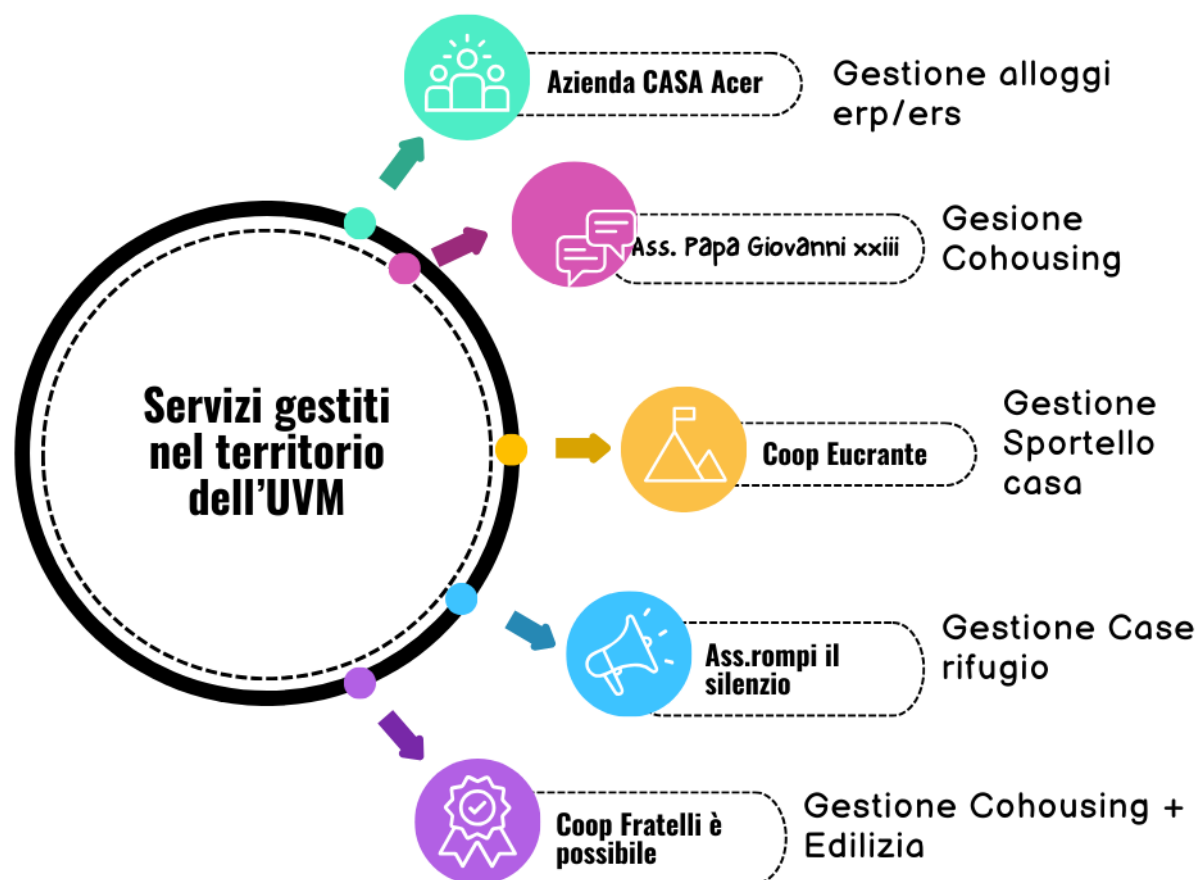 Azienda CASA Acer
Gestione alloggi
erp/ers
Ass. Papa Giovanni xxiii
Gesione
Cohousing
Servizi gestiti
nel territorio
dell’UVM
Coop Eucrante
Gestione
Sportello
casa
Ass.rompi il
silenzio
Gestione Case
rifugio
Coop Fratelli è
possibile
Gestione Cohousing +
Edilizia